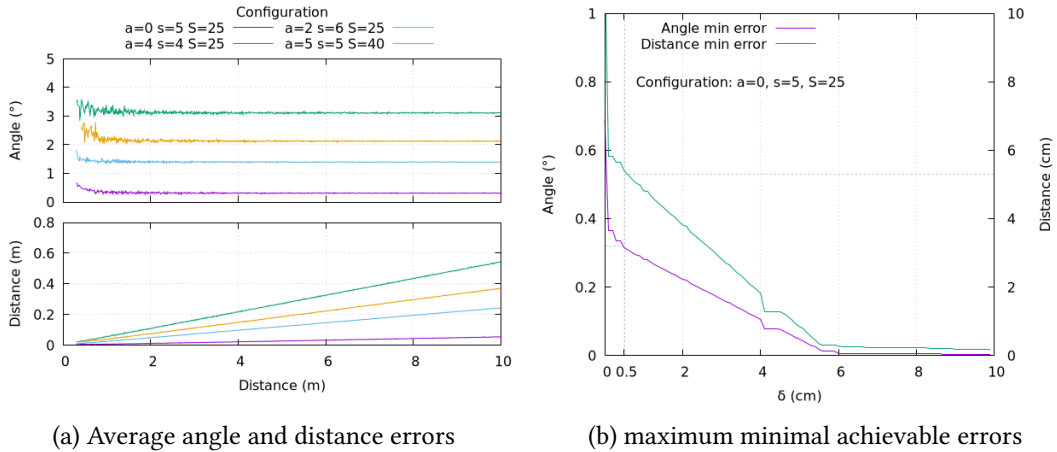 Configuration
a=0 s=5 S=25 a=2 s=6 S=25
a=4 s=4 S=25 a=5 s=5 S=40
5
4
3
2
1
0
Angle (°)
0.8
0.6
0.4
0.2
0
Distance (m)
0 2 4 6 8 10
Distance (m)
(a) Average angle and distance errors
Angle min error
Distance min error
Configuration: a=0, s=5, S=25
1
0.8
0.6
0.4
0.2
0
Angle (°)
10
8
6
4
2
0
Distance (cm)
0 0.5 2 4 6 8 10
δ (cm)
(b) maximum minimal achievable errors